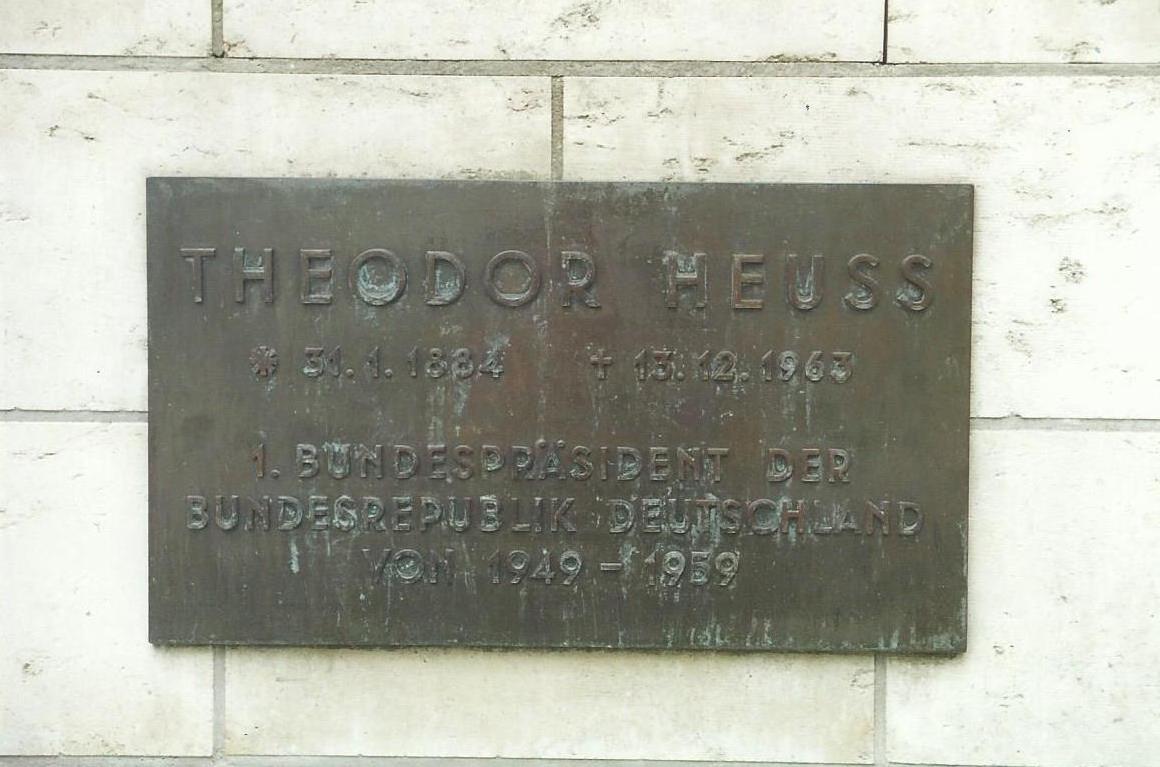 THEODOR HEUSS
* 31. 1. 1884 † 13. 12. 1963
1. BUNDESPRÄSIDENT DER
BUNDESREPUBLIK DEUTSCHLAND
VON 1949 - 1959